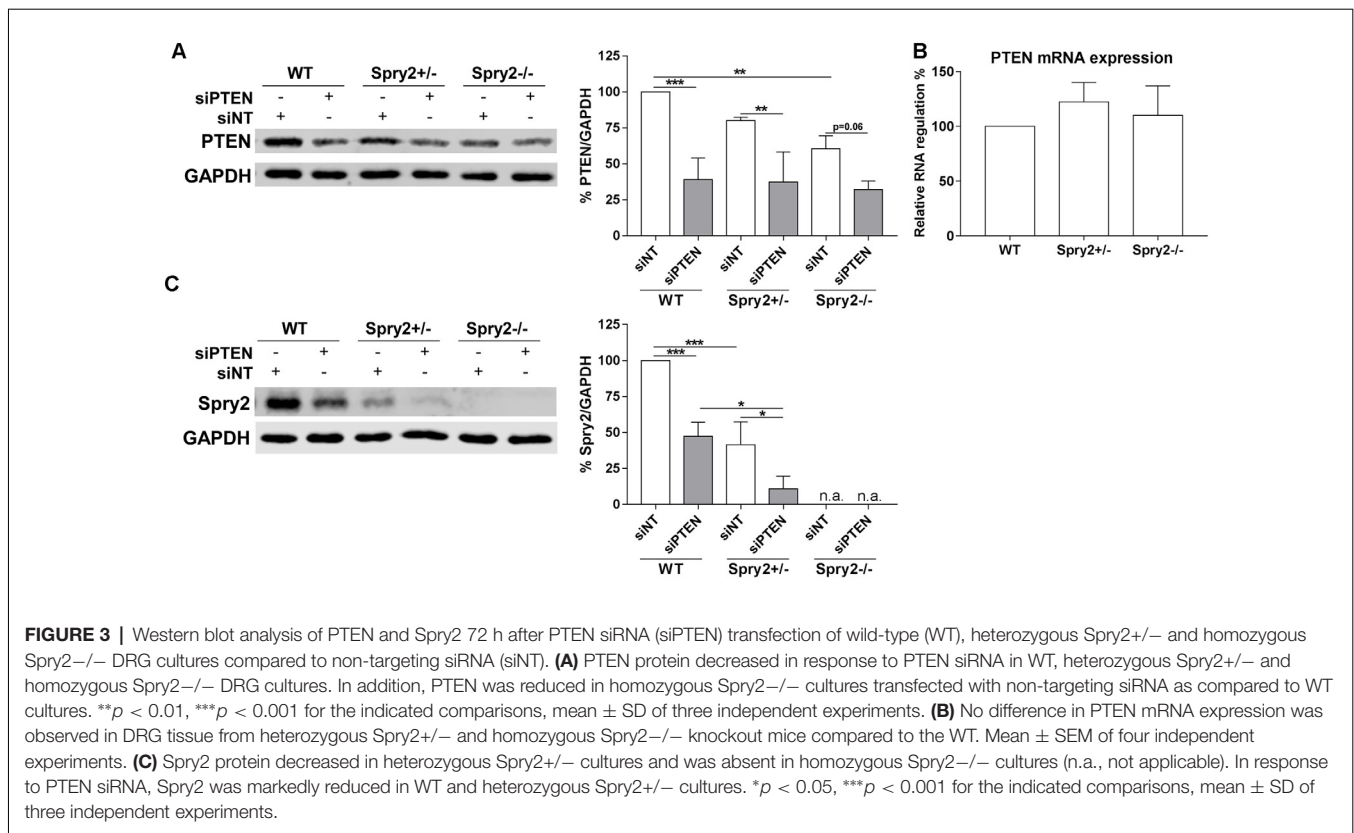 A
WT Spry2+/- Spry2-/-
siPTEN - + - + - +
siNT + - + - + -
PTEN
GAPDH
% PTEN/GAPDH
125
100
75
50
25
0
***
**
**
p=0.06
siNT siPTEN siNT siPTEN siNT siPTEN
WT Spry2+/- Spry2-/-
B
PTEN mRNA expression
Relative RNA regulation %
150
100
50
0
WT Spry2+/- Spry2-/-
C
WT Spry2+/- Spry2-/-
siPTEN - + - + - +
siNT + - + - + -
Spry2
GAPDH
% Spry2/GAPDH
125
100
75
50
25
0
***
***
*
*
n.a. n.a.
siNT siPTEN siNT siPTEN siNT siPTEN
WT Spry2+/- Spry2-/-
FIGURE 3 | Western blot analysis of PTEN and Spry2 72 h after PTEN siRNA (siPTEN) transfection of wild-type (WT), heterozygous Spry2+/− and homozygous
Spry2−/− DRG cultures compared to non-targeting siRNA (siNT). (A) PTEN protein decreased in response to PTEN siRNA in WT, heterozygous Spry2+/− and
homozygous Spry2−/− DRG cultures. In addition, PTEN was reduced in homozygous Spry2−/− cultures transfected with non-targeting siRNA as compared to WT
cultures. **p < 0.01, ***p < 0.001 for the indicated comparisons, mean ± SD of three independent experiments. (B) No difference in PTEN mRNA expression was
observed in DRG tissue from heterozygous Spry2+/− and homozygous Spry2−/− knockout mice compared to the WT. Mean ± SEM of four independent
experiments. (C) Spry2 protein decreased in heterozygous Spry2+/− cultures and was absent in homozygous Spry2−/− cultures (n.a., not applicable). In response
to PTEN siRNA, Spry2 was markedly reduced in WT and heterozygous Spry2+/− cultures. *p < 0.05, ***p < 0.001 for the indicated comparisons, mean ± SD of
three independent experiments.